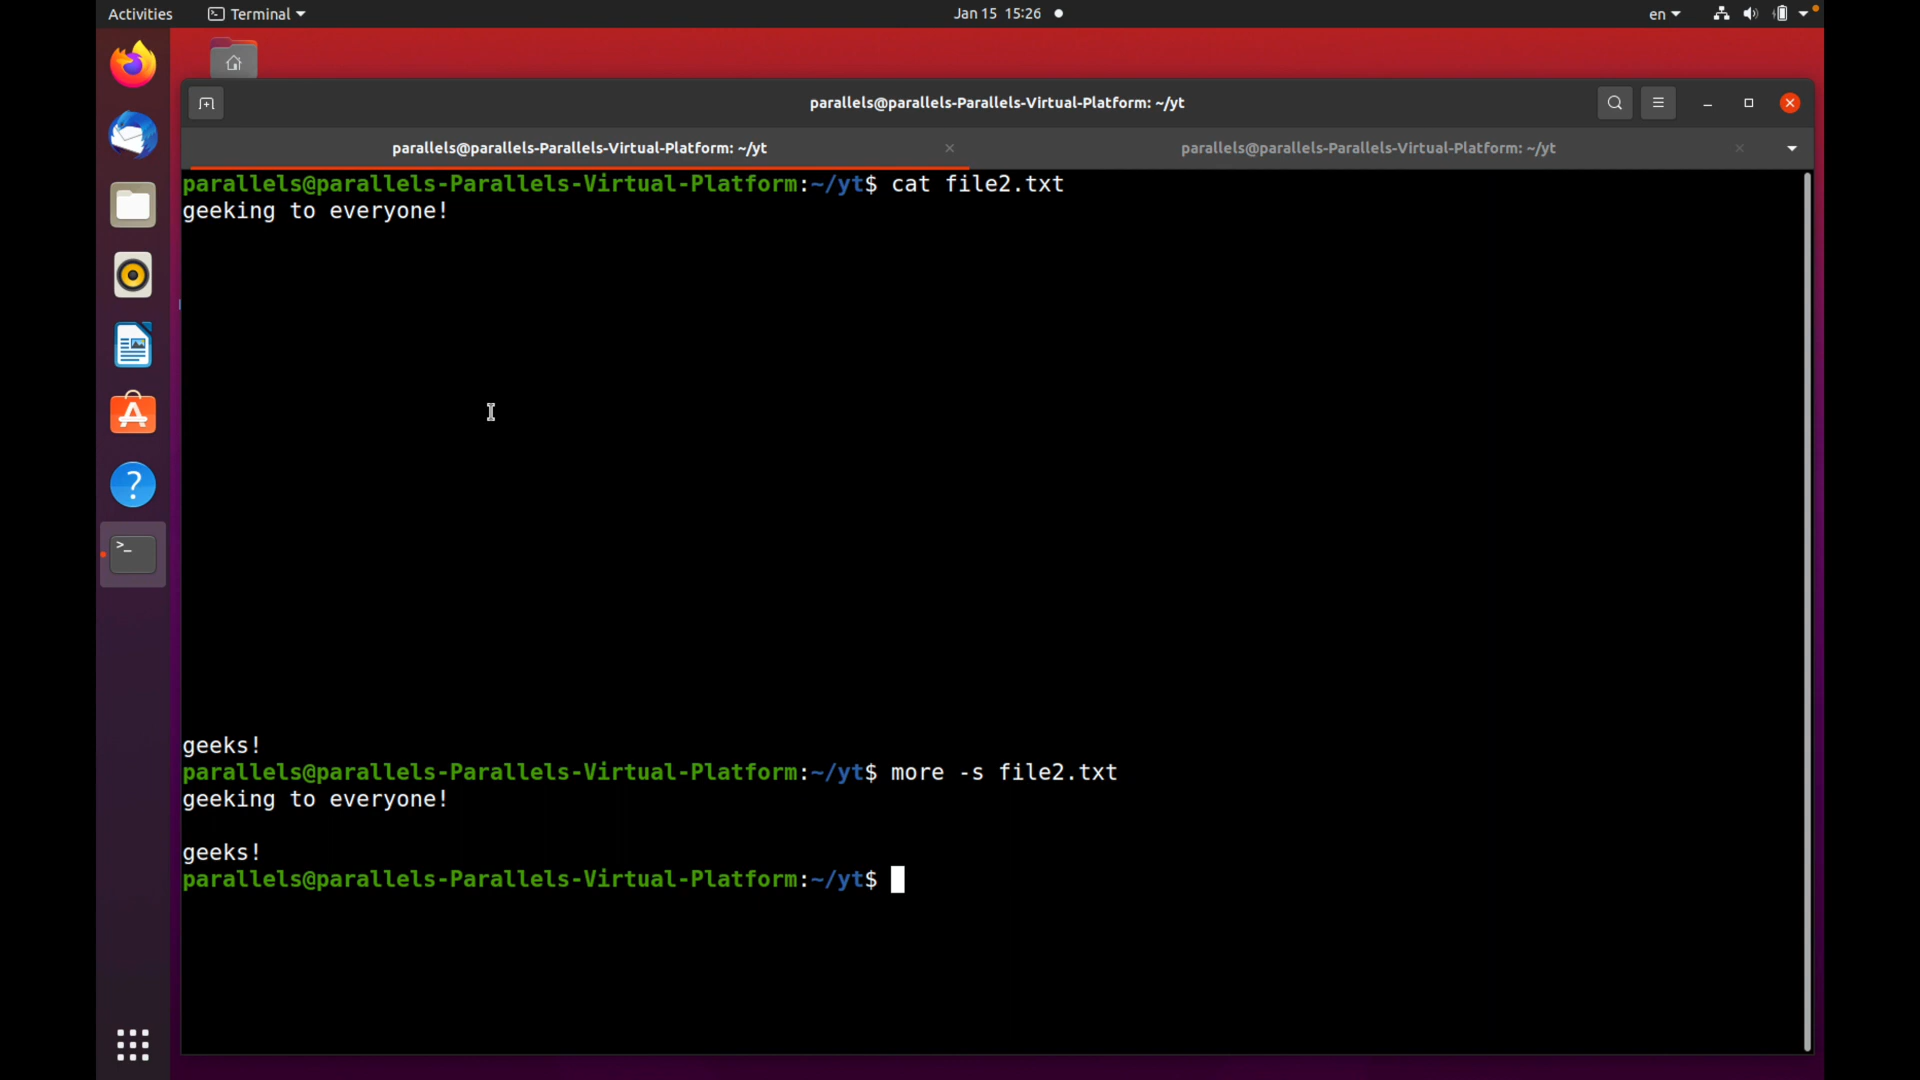 Activities Terminal Jan 15 15:26 en
parallels@parallels-Parallels-Virtual-Platform: ~/yt
parallels@parallels-Parallels-Virtual-Platform: ~/yt parallels@parallels-Parallels-Virtual-Platform: ~/yt
parallels@parallels-Parallels-Virtual-Platform:~/yt$ cat file2.txt
geeking to everyone!
geeks!
parallels@parallels-Parallels-Virtual-Platform:~/yt$ more -s file2.txt
geeking to everyone!
geeks!
parallels@parallels-Parallels-Virtual-Platform:~/yt$